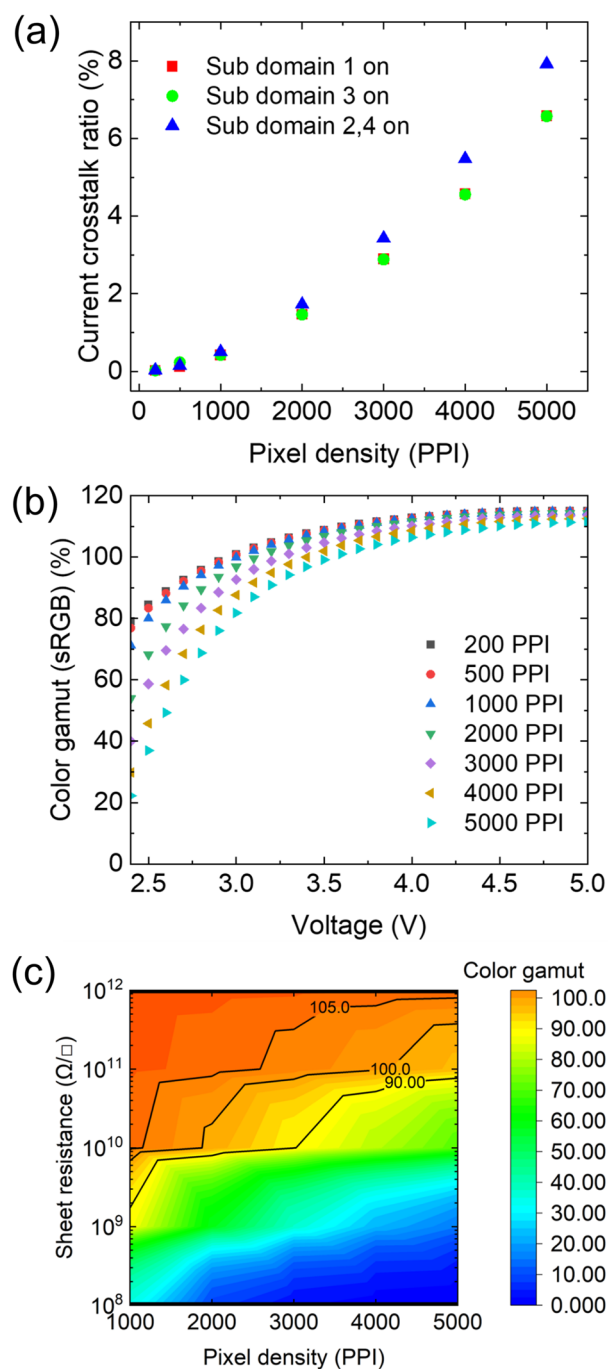 (a)
Current crosstalk ratio (%)
8
6
4
2
0
Sub domain 1 on
Sub domain 3 on
Sub domain 2,4 on
0 1000 2000 3000 4000 5000
Pixel density (PPI)
(b)
Color gamut (sRGB) (%)
120
100
80
60
40
20
0
200 PPI
500 PPI
1000 PPI
2000 PPI
3000 PPI
4000 PPI
5000 PPI
2.5 3.0 3.5 4.0 4.5 5.0
Voltage (V)
(c)
Color gamut
Sheet resistance (Ω/□)
10¹²
10¹¹
10¹⁰
10⁹
10⁸
105.0
100.0
90.00
1000 2000 3000 4000 5000
Pixel density (PPI)
100.0
90.00
80.00
70.00
60.00
50.00
40.00
30.00
20.00
10.00
0.000